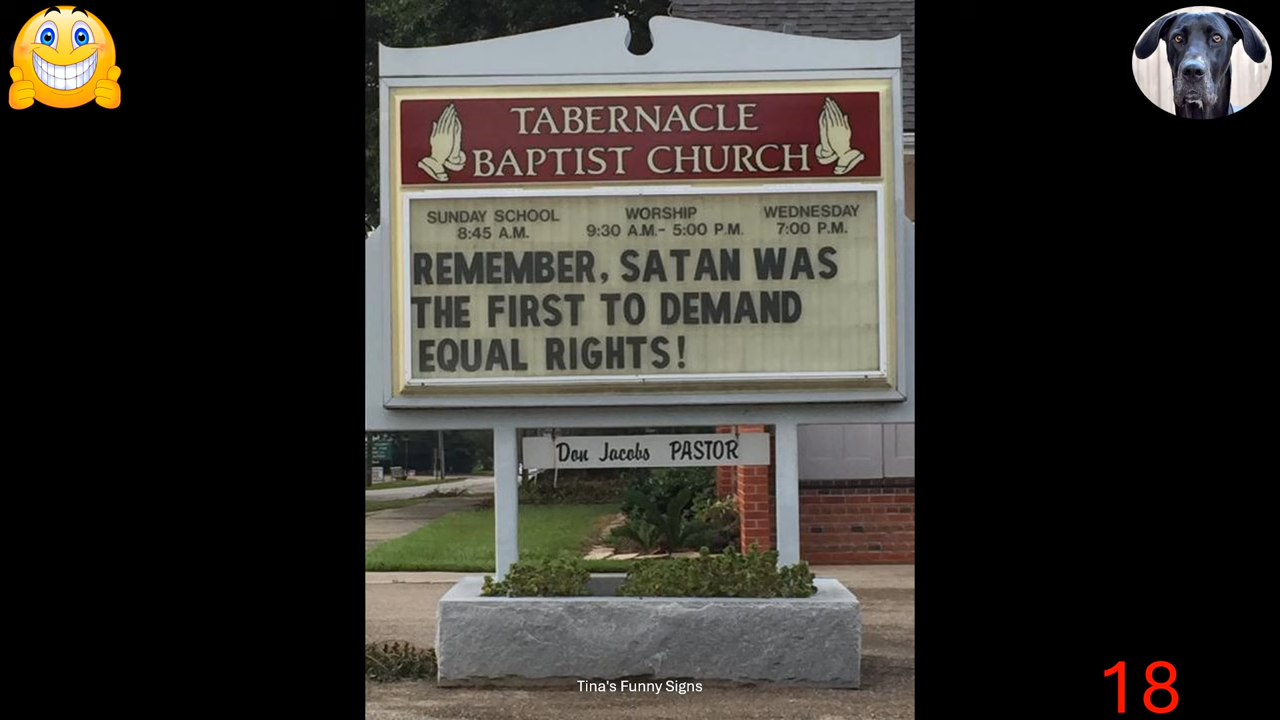 TABERNACLE
BAPTIST CHURCH
SUNDAY SCHOOL
8:45 A.M.
WORSHIP
9:30 A.M.- 5:00 P.M.
WEDNESDAY
7:00 P.M.
REMEMBER, SATAN WAS
THE FIRST TO DEMAND
EQUAL RIGHTS!
Don Jacobs PASTOR
Tina's Funny Signs
18